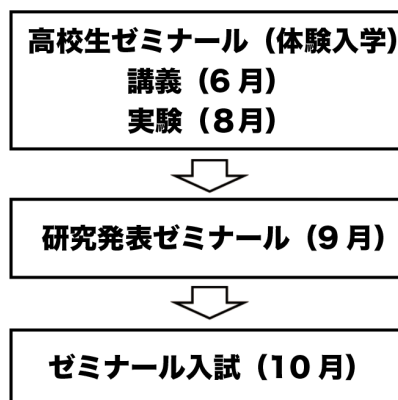 高校生ゼミナール（体験入学）
講義（6月）
実験（8月）
研究発表ゼミナール（9月）
ゼミナール入試（10月）